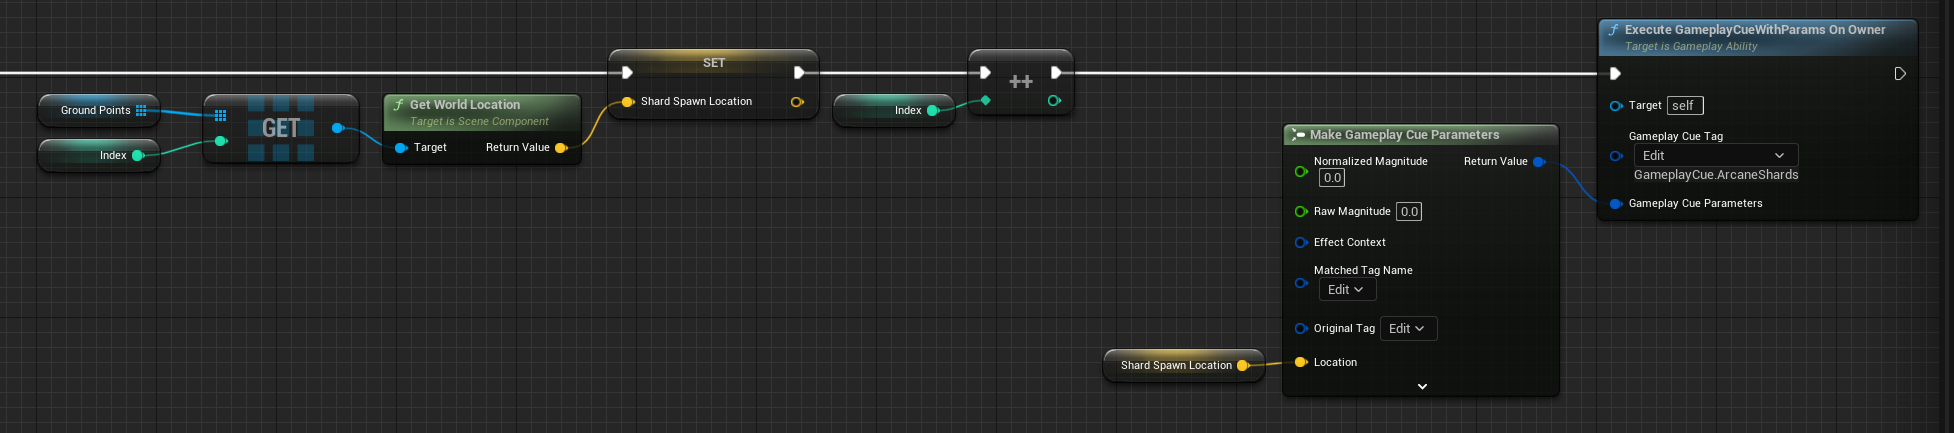 Ground Points
Index
GET
Get World Location
Target is Scene Component
Target
Return Value
SET
Shard Spawn Location
Index
++
Make Gameplay Cue Parameters
Normalized Magnitude
0.0
Return Value
Raw Magnitude 0.0
Effect Context
Matched Tag Name
Edit
Original Tag Edit
Location
Shard Spawn Location
Execute GameplayCueWithParams On Owner
Target is Gameplay Ability
Target self
Gameplay Cue Tag
Edit
GameplayCue.ArcaneShards
Gameplay Cue Parameters